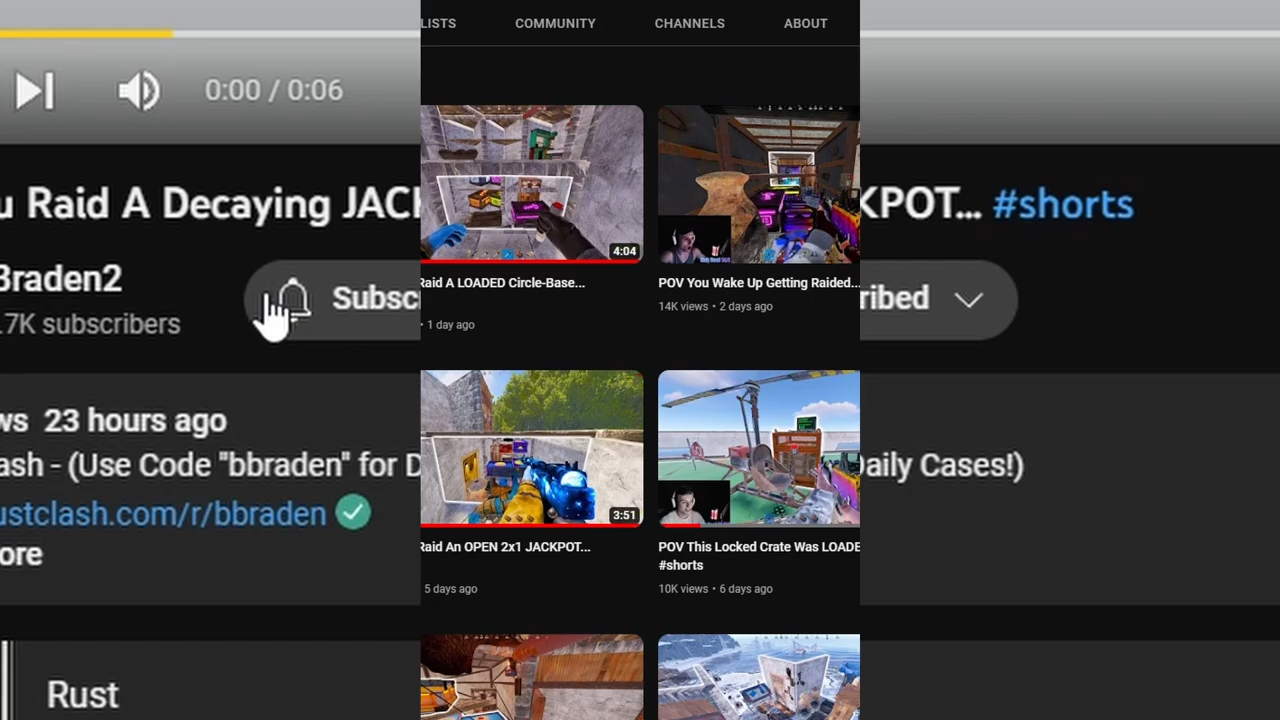 LISTS COMMUNITY CHANNELS ABOUT
0:00 / 0:06
4:04
u Raid A Decaying JACK
KPOT... #shorts
Raid A LOADED Circle-Base...
POV You Wake Up Getting Raided...
• 1 day ago
14K views • 2 days ago
Braden2
.7K subscribers
Subsc
ribed
ws 23 hours ago
ash - (Use Code "bbraden" for D
Daily Cases!)
ustclash.com/r/bbraden
ore
3:51
Raid An OPEN 2x1 JACKPOT...
POV This Locked Crate Was LOADE
#shorts
5 days ago
10K views • 6 days ago
Rust